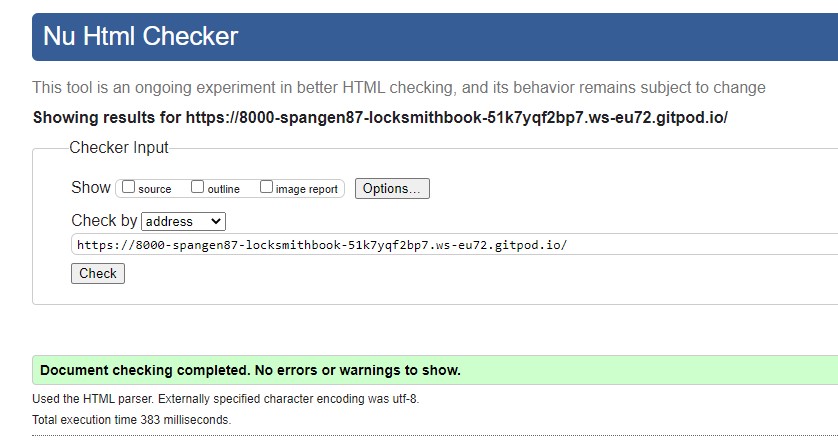 Nu Html Checker
This tool is an ongoing experiment in better HTML checking, and its behavior remains subject to change
Showing results for https://8000-spangen87-locksmithbook-51k7yqf2bp7.ws-eu72.gitpod.io/
Checker Input
Show source outline image report Options...
Check by address
https://8000-spangen87-locksmithbook-51k7yqf2bp7.ws-eu72.gitpod.io/
Check
Document checking completed. No errors or warnings to show.
Used the HTML parser. Externally specified character encoding was utf-8.
Total execution time 383 milliseconds.